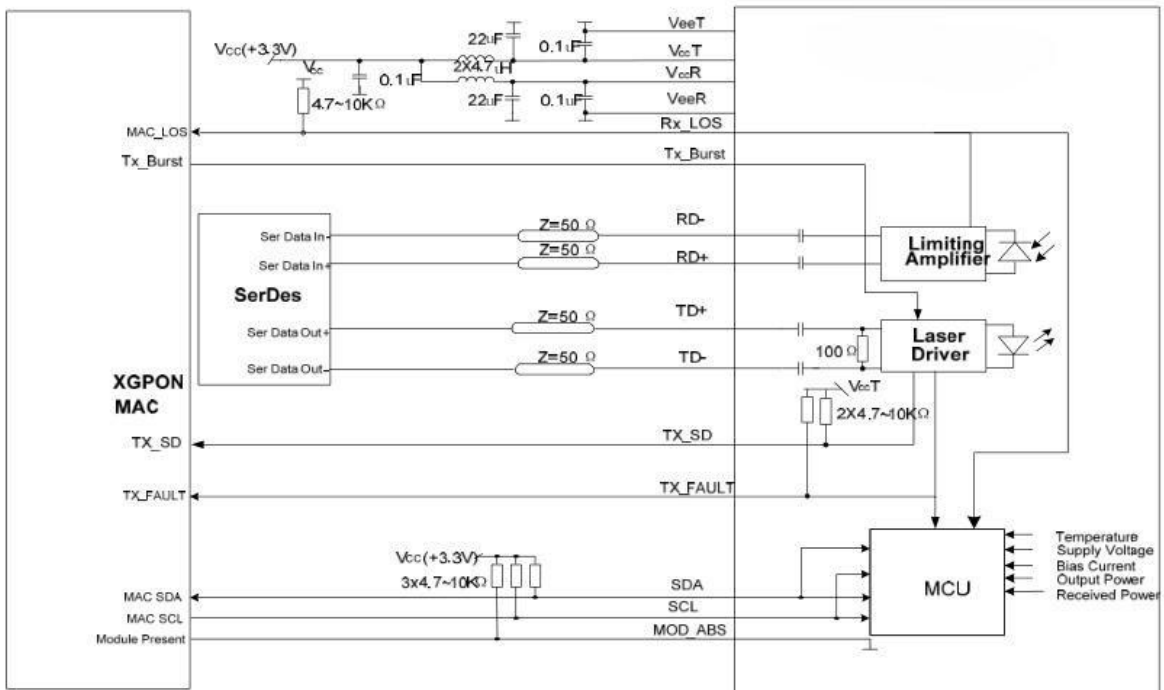 VeeT
22uF
0.1uF
Vcc(+3.3V)
VccT
Vcc
0.1uF
2X4.7uH
VccR
4.7~10KΩ
22uF
0.1uF
VeeR
MAC_LOS
Rx_LOS
Tx_Burst
Tx_Burst
Z=50 Ω
RD-
Ser Data In-
Limiting
Amplifier
Z=50 Ω
RD+
Ser Data In+
SerDes
Z=50 Ω
TD+
Ser Data Out+
Laser
Driver
100 Ω
Z=50 Ω
TD-
Ser Data Out-
XGPON
MAC
VccT
2X4.7~10KΩ
TX_SD
TX_SD
TX_FAULT
TX_FAULT
Temperature
Supply Voltage
Bias Current
Output Power
Received Power
MCU
Vcc(+3.3V)
3x4.7~10KΩ
MAC SDA
SDA
MAC SCL
SCL
Module Present
MOD_ABS